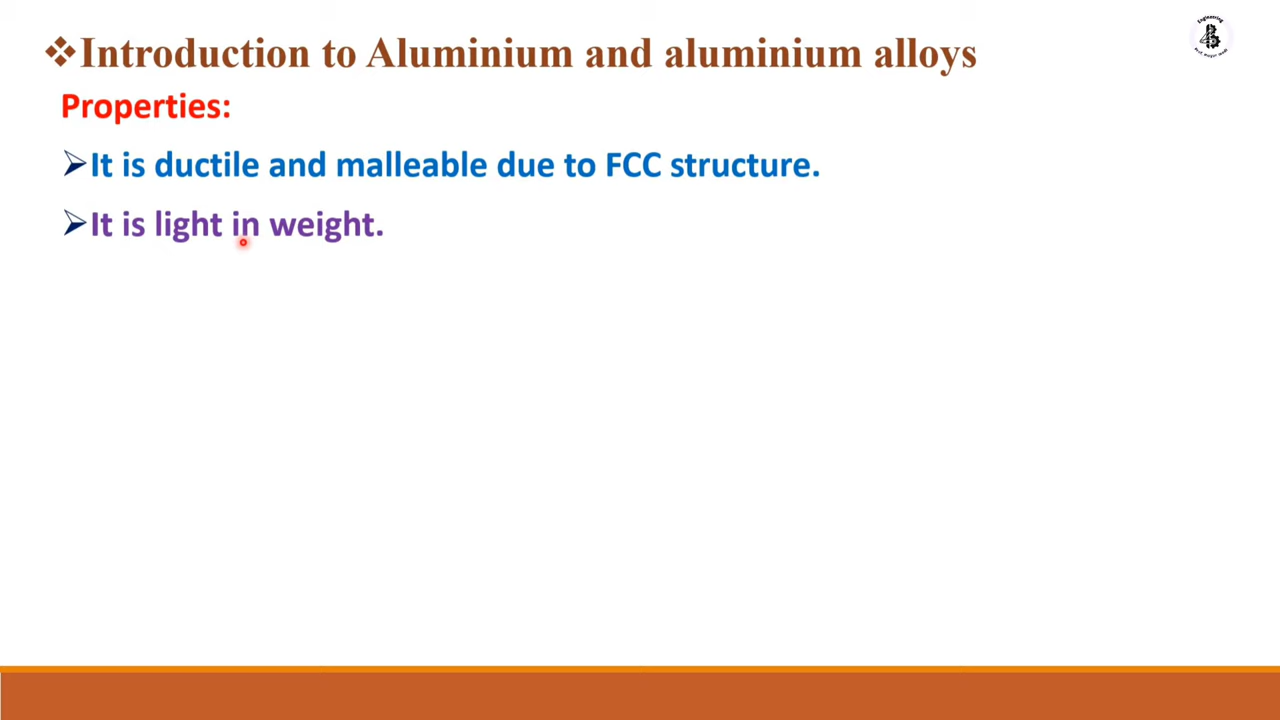 ❖Introduction to Aluminium and aluminium alloys
Properties:
➢It is ductile and malleable due to FCC structure.
➢It is light in weight.
Engineering